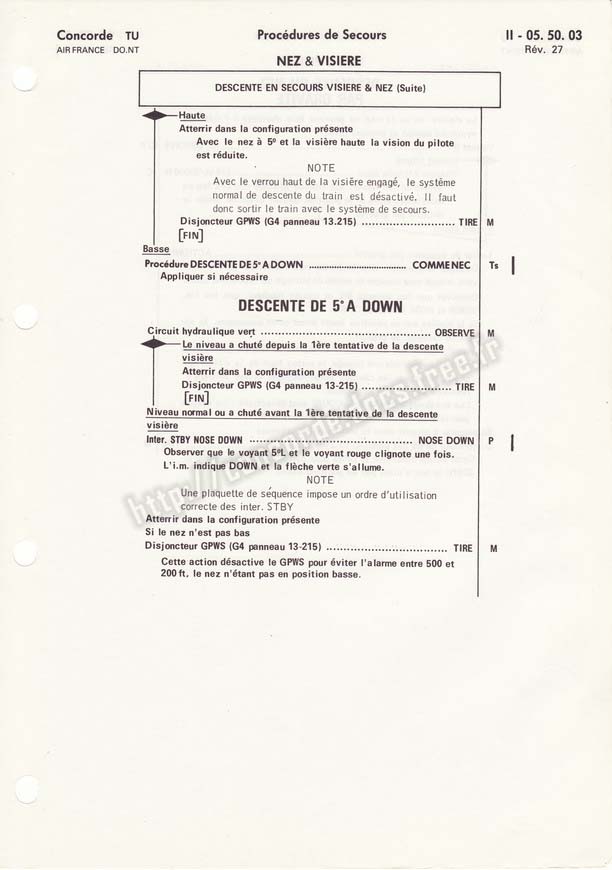 Concorde TU
Procédures de Secours
II - 05. 50. 03
AIR FRANCE DO.NT
Rév. 27
NEZ & VISIERE
DESCENTE EN SECOURS VISIERE & NEZ (Suite)
Haute
Atterrir dans la configuration présente
Avec le nez à 5° et la visière haute la vision du pilote
est réduite.
NOTE
Avec le verrou haut de la visière engagé, le système
normal de descente du train est désactivé. Il faut
donc sortir le train avec le système de secours.
Disjoncteur GPWS (G4 panneau 13.215) ........................ TIRE M
[FIN]
Basse
Procédure DESCENTE DE 5° A DOWN ..................................... COMME NEC Ts
Appliquer si nécessaire
DESCENTE DE 5° A DOWN
Circuit hydraulique vert ............................................. OBSERVE M
Le niveau a chuté depuis la 1ère tentative de la descente
visière
Atterrir dans la configuration présente
Disjoncteur GPWS (G4 panneau 13-215) ....................... TIRE M
[FIN]
Niveau normal ou a chuté avant la 1ère tentative de la descente
visière
Inter. STBY NOSE DOWN ........................................... NOSE DOWN P
Observer que le voyant 5°L et le voyant rouge clignote une fois.
L'i.m. indique DOWN et la flèche verte s'allume.
NOTE
Une plaquette de séquence impose un ordre d'utilisation
correcte des inter. STBY
Atterrir dans la configuration présente
Si le nez n'est pas bas
Disjoncteur GPWS (G4 panneau 13-215) ................................ TIRE M
Cette action désactive le GPWS pour éviter l'alarme entre 500 et
200 ft, le nez n'étant pas en position basse.
http://concorde.docs.free.fr